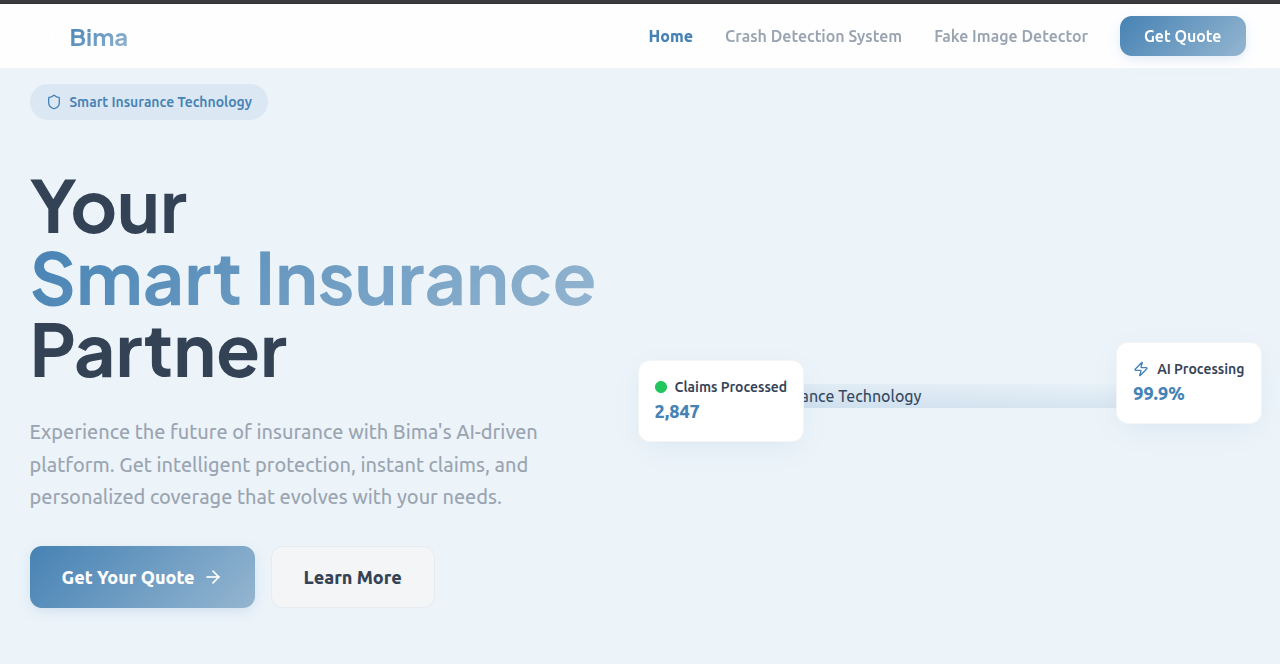 Bima
Home
Crash Detection System
Fake Image Detector
Get Quote
Smart Insurance Technology
Your
Smart Insurance
Partner
Experience the future of insurance with Bima's AI-driven
platform. Get intelligent protection, instant claims, and
personalized coverage that evolves with your needs.
Get Your Quote
Learn More
Claims Processed
2,847
Technology
AI Processing
99.9%